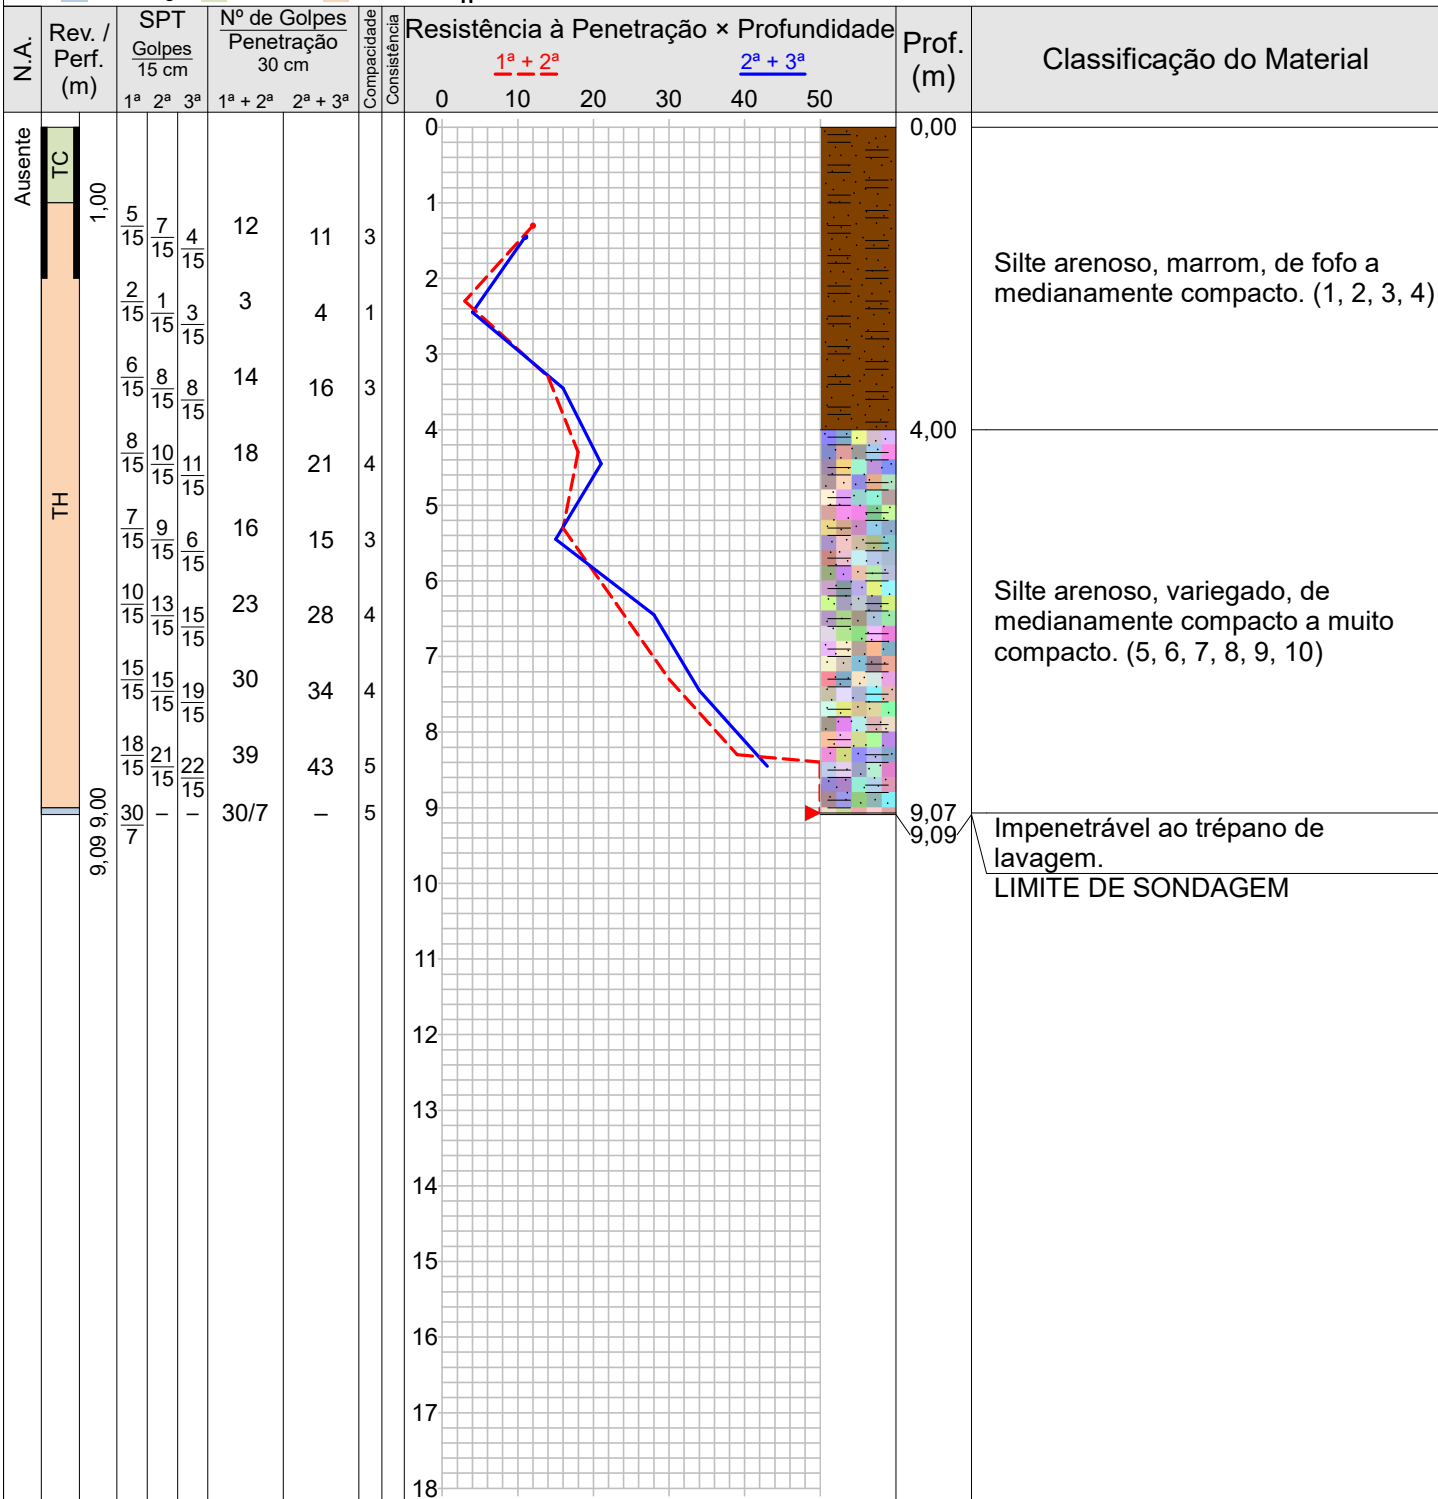 N.A.
Rev. /
Perf.
(m)
SPT
Golpes
15 cm
1ª 2ª 3ª
Nº de Golpes
Penetração
30 cm
1ª + 2ª 2ª + 3ª
Compacidade
Consistência
Resistência à Penetração × Profundidade
1ª + 2ª 2ª + 3ª
0 10 20 30 40 50
Prof.
(m)
Classificação do Material
Ausente
TC
1,00
TH
9,00
9,09
5/15 7/15 4/15 12 11 3
2/15 1/15 3/15 3 4 1
6/15 8/15 8/15 14 16 3
8/15 10/15 11/15 18 21 4
7/15 9/15 6/15 16 15 3
10/15 13/15 15/15 23 28 4
15/15 15/15 19/15 30 34 4
18/15 21/15 22/15 39 43 5
30/7 – – 30/7 – 5
0
1
2
3
4
5
6
7
8
9
10
11
12
13
14
15
16
17
18
0,00
4,00
9,07
9,09
Silte arenoso, marrom, de fofo a
medianamente compacto. (1, 2, 3, 4)
Silte arenoso, variegado, de
medianamente compacto a muito
compacto. (5, 6, 7, 8, 9, 10)
Impenetrável ao trépano de
lavagem.
LIMITE DE SONDAGEM